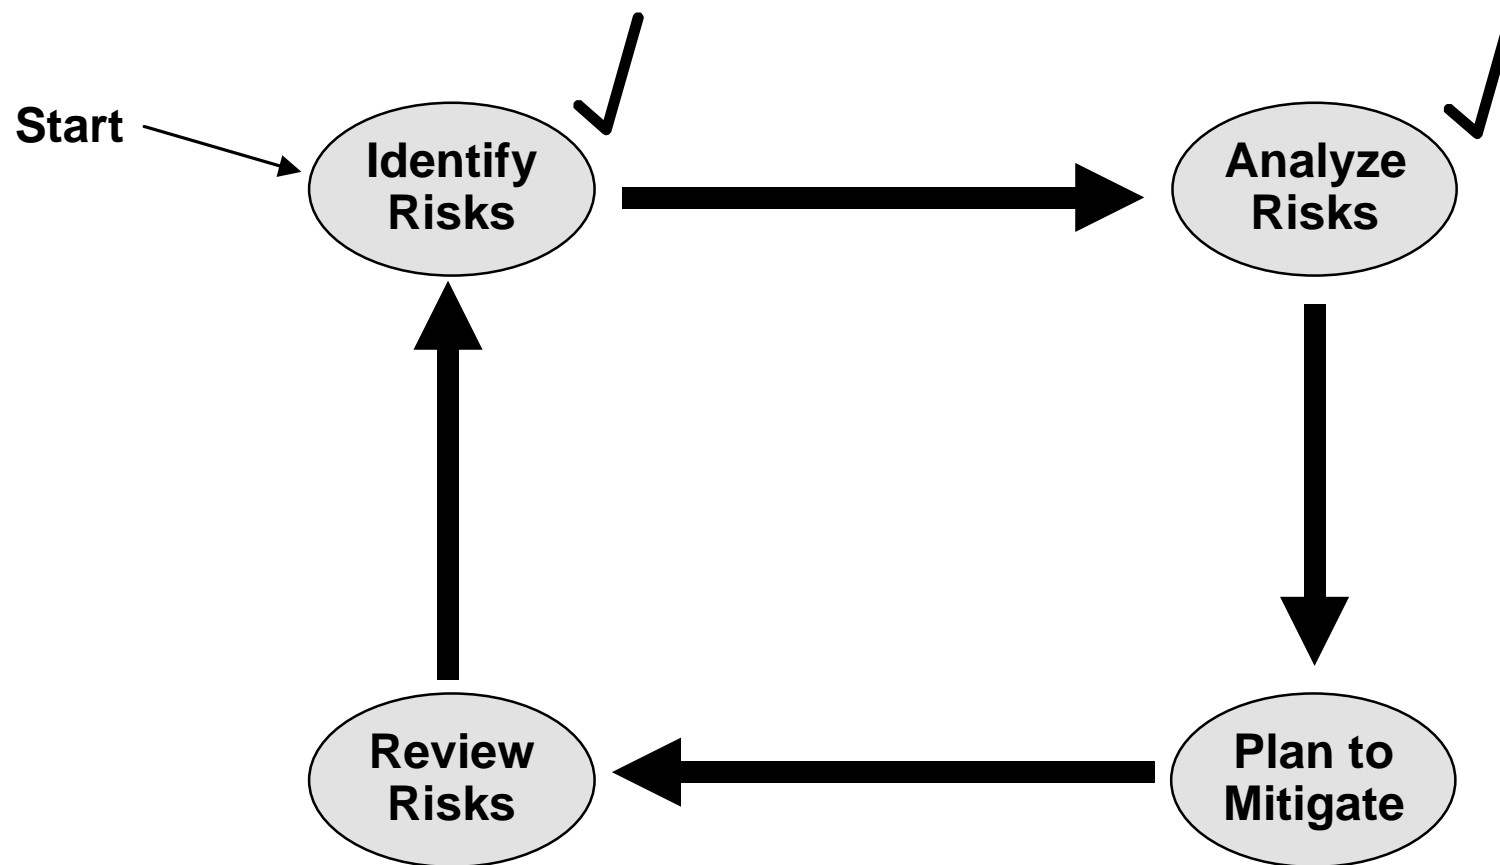 Start
Identify
Risks
Analyze
Risks
Review
Risks
Plan to
Mitigate